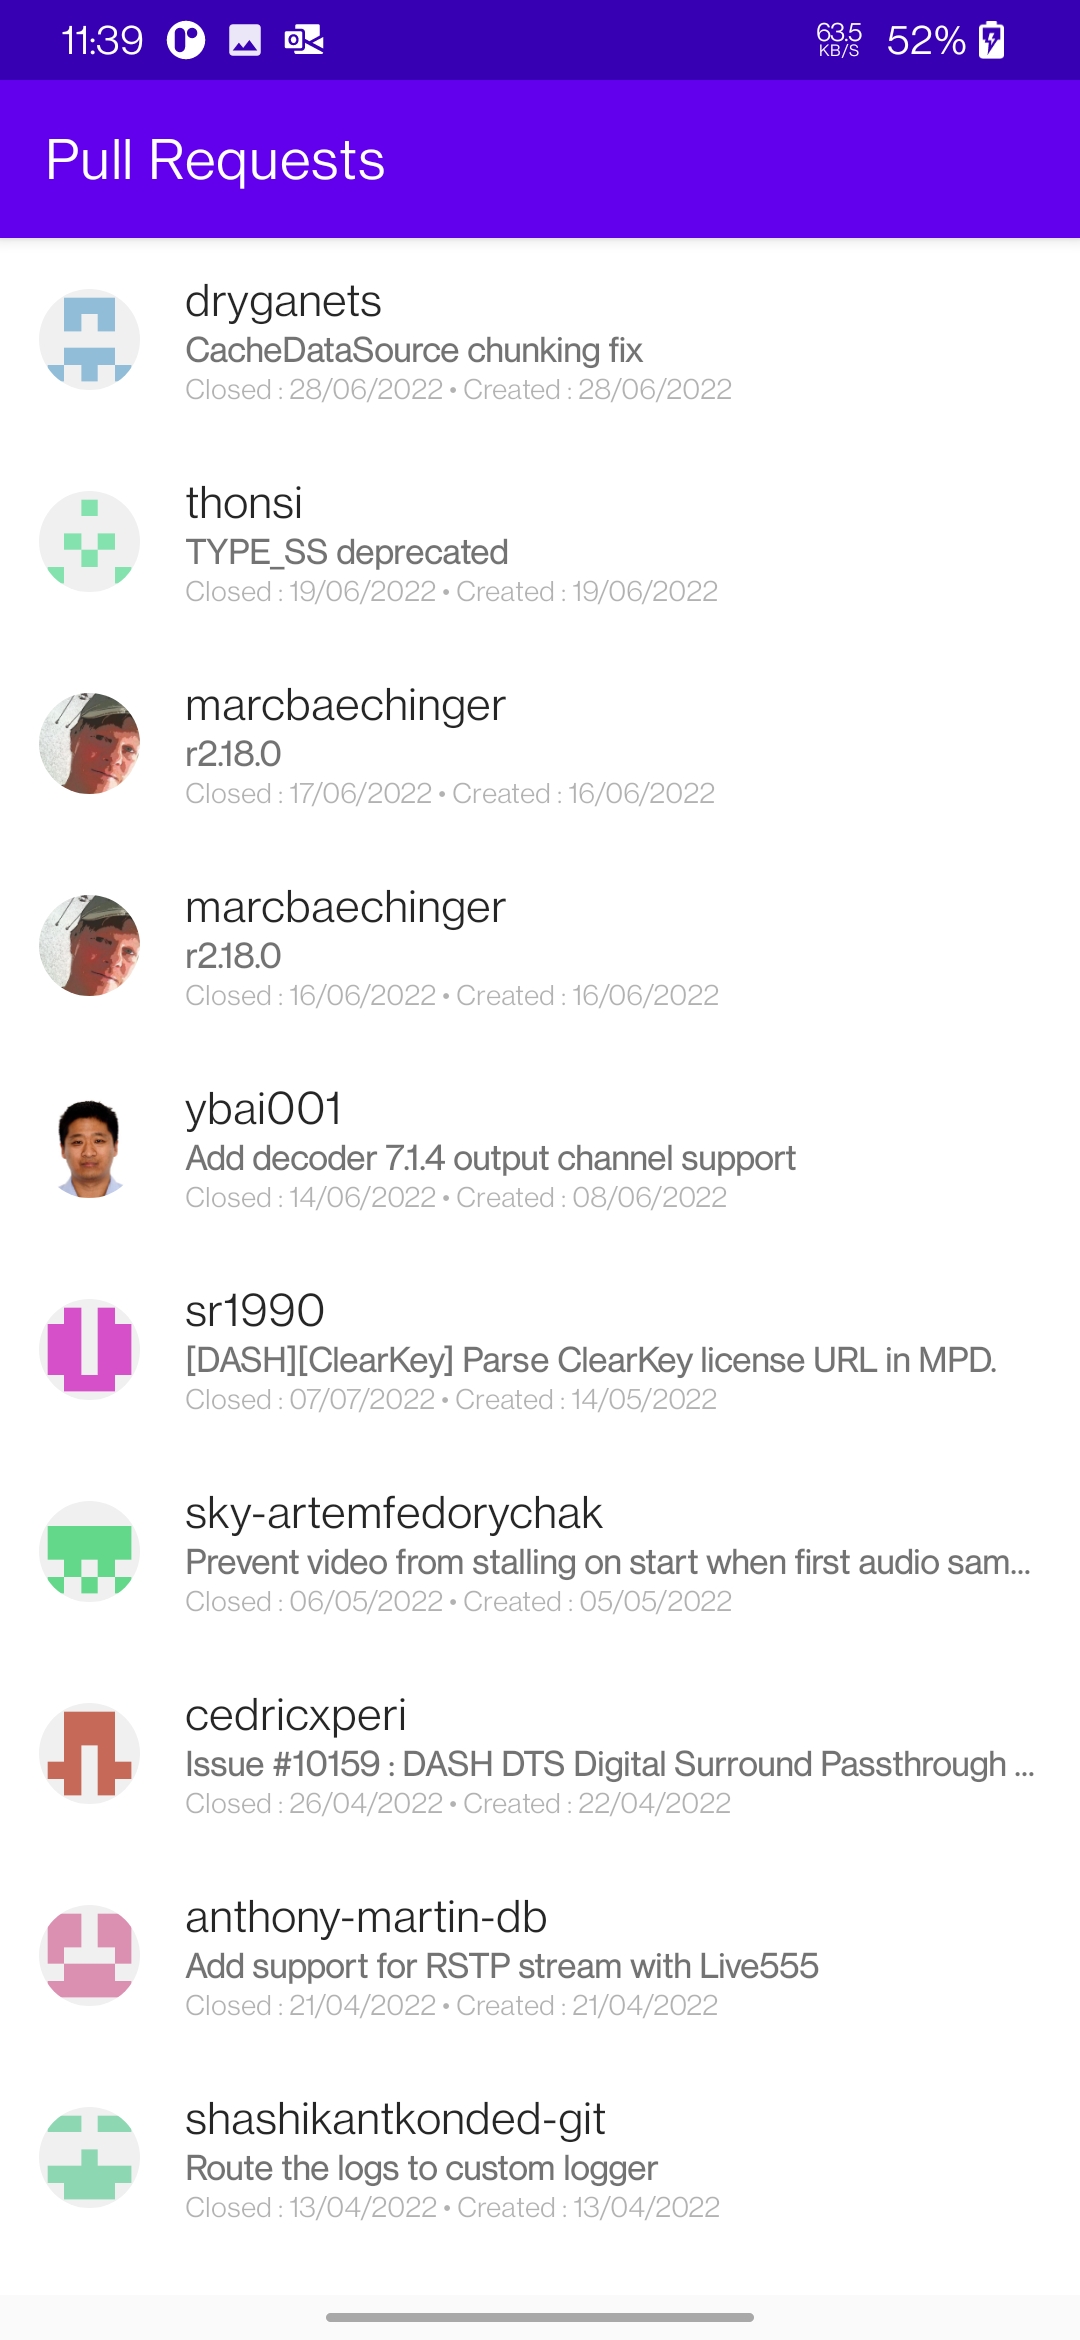 11:39 63.5 KB/S 52%
Pull Requests
dryganets
CacheDataSource chunking fix
Closed : 28/06/2022 • Created : 28/06/2022
thonsi
TYPE_SS deprecated
Closed : 19/06/2022 • Created : 19/06/2022
marcbaechinger
r2.18.0
Closed : 17/06/2022 • Created : 16/06/2022
marcbaechinger
r2.18.0
Closed : 16/06/2022 • Created : 16/06/2022
ybai001
Add decoder 7.1.4 output channel support
Closed : 14/06/2022 • Created : 08/06/2022
sr1990
[DASH][ClearKey] Parse ClearKey license URL in MPD.
Closed : 07/07/2022 • Created : 14/05/2022
sky-artemfedorychak
Prevent video from stalling on start when first audio sam...
Closed : 06/05/2022 • Created : 05/05/2022
cedricxperi
Issue #10159 : DASH DTS Digital Surround Passthrough ...
Closed : 26/04/2022 • Created : 22/04/2022
anthony-martin-db
Add support for RSTP stream with Live555
Closed : 21/04/2022 • Created : 21/04/2022
shashikantkonded-git
Route the logs to custom logger
Closed : 13/04/2022 • Created : 13/04/2022